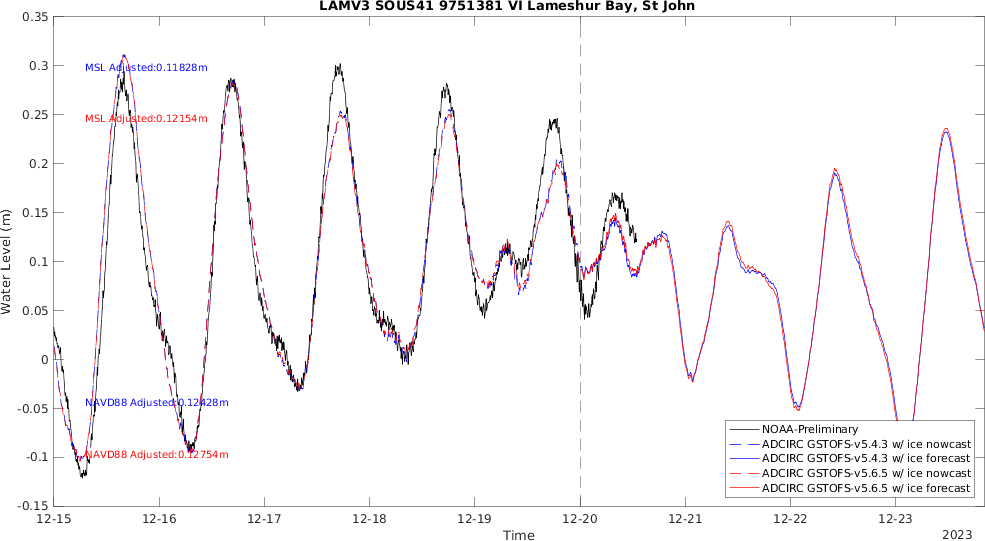 LAMV3 SOUS41 9751381 VI Lameshur Bay, St John
0.35
0.3
0.25
0.2
0.15
0.1
0.05
0
-0.05
-0.1
-0.15
Water Level (m)
MSL Adjusted:0.11828m
MSL Adjusted:0.12154m
NAVD88 Adjusted:0.12428m
NAVD88 Adjusted:0.12754m
NOAA-Preliminary
ADCIRC GSTOFS-v5.4.3 w/ ice nowcast
ADCIRC GSTOFS-v5.4.3 w/ ice forecast
ADCIRC GSTOFS-v5.6.5 w/ ice nowcast
ADCIRC GSTOFS-v5.6.5 w/ ice forecast
12-15 12-16 12-17 12-18 12-19 12-20 12-21 12-22 12-23
Time
2023